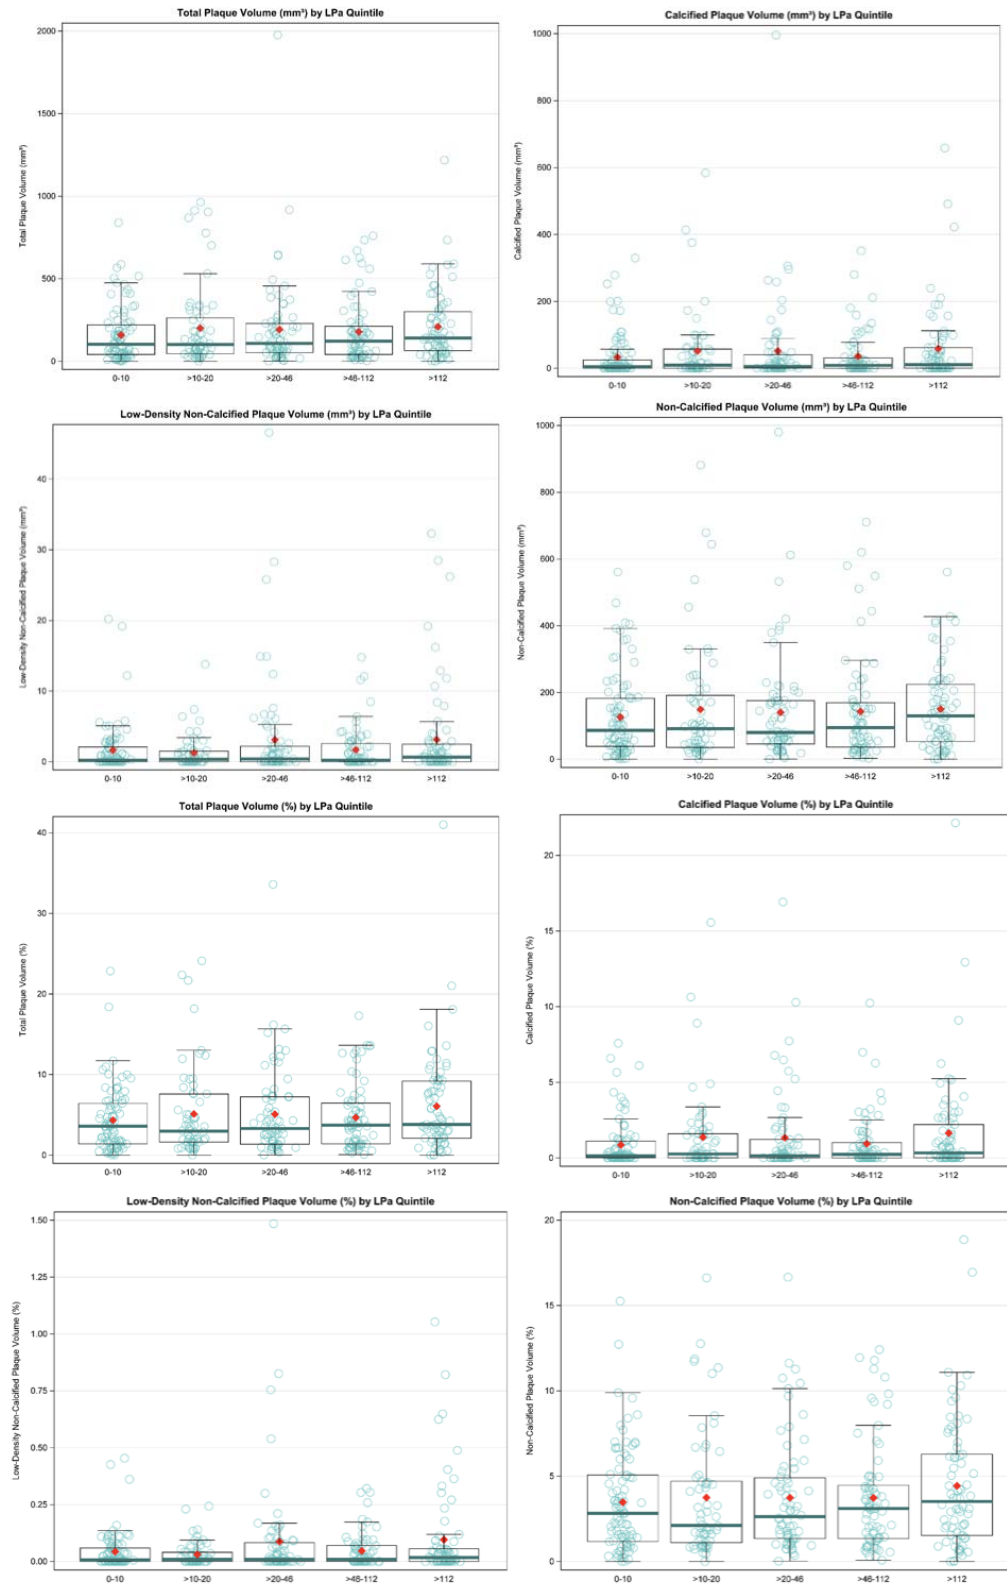 Total Plaque Volume (mm³) by LPa Quintile
Total Plaque Volume (mm³)
2000
1500
1000
500
0
0-10 >10-20 >20-46 >46-112 >112
Calcified Plaque Volume (mm³) by LPa Quintile
Calcified Plaque Volume (mm³)
1000
800
600
400
200
0
0-10 >10-20 >20-46 >46-112 >112
Low-Density Non-Calcified Plaque Volume (mm³) by LPa Quintile
Low-Density Non-Calcified Plaque Volume (mm³)
40
30
20
10
0
0-10 >10-20 >20-46 >46-112 >112
Non-Calcified Plaque Volume (mm³) by LPa Quintile
Non-Calcified Plaque Volume (mm³)
1000
800
600
400
200
0
0-10 >10-20 >20-46 >46-112 >112
Total Plaque Volume (%) by LPa Quintile
Total Plaque Volume (%)
40
30
20
10
0
0-10 >10-20 >20-46 >46-112 >112
Calcified Plaque Volume (%) by LPa Quintile
Calcified Plaque Volume (%)
20
15
10
5
0
0-10 >10-20 >20-46 >46-112 >112
Low-Density Non-Calcified Plaque Volume (%) by LPa Quintile
Low-Density Non-Calcified Plaque Volume (%)
1.50
1.25
1.00
0.75
0.50
0.25
0.00
0-10 >10-20 >20-46 >46-112 >112
Non-Calcified Plaque Volume (%) by LPa Quintile
Non-Calcified Plaque Volume (%)
20
15
10
5
0
0-10 >10-20 >20-46 >46-112 >112